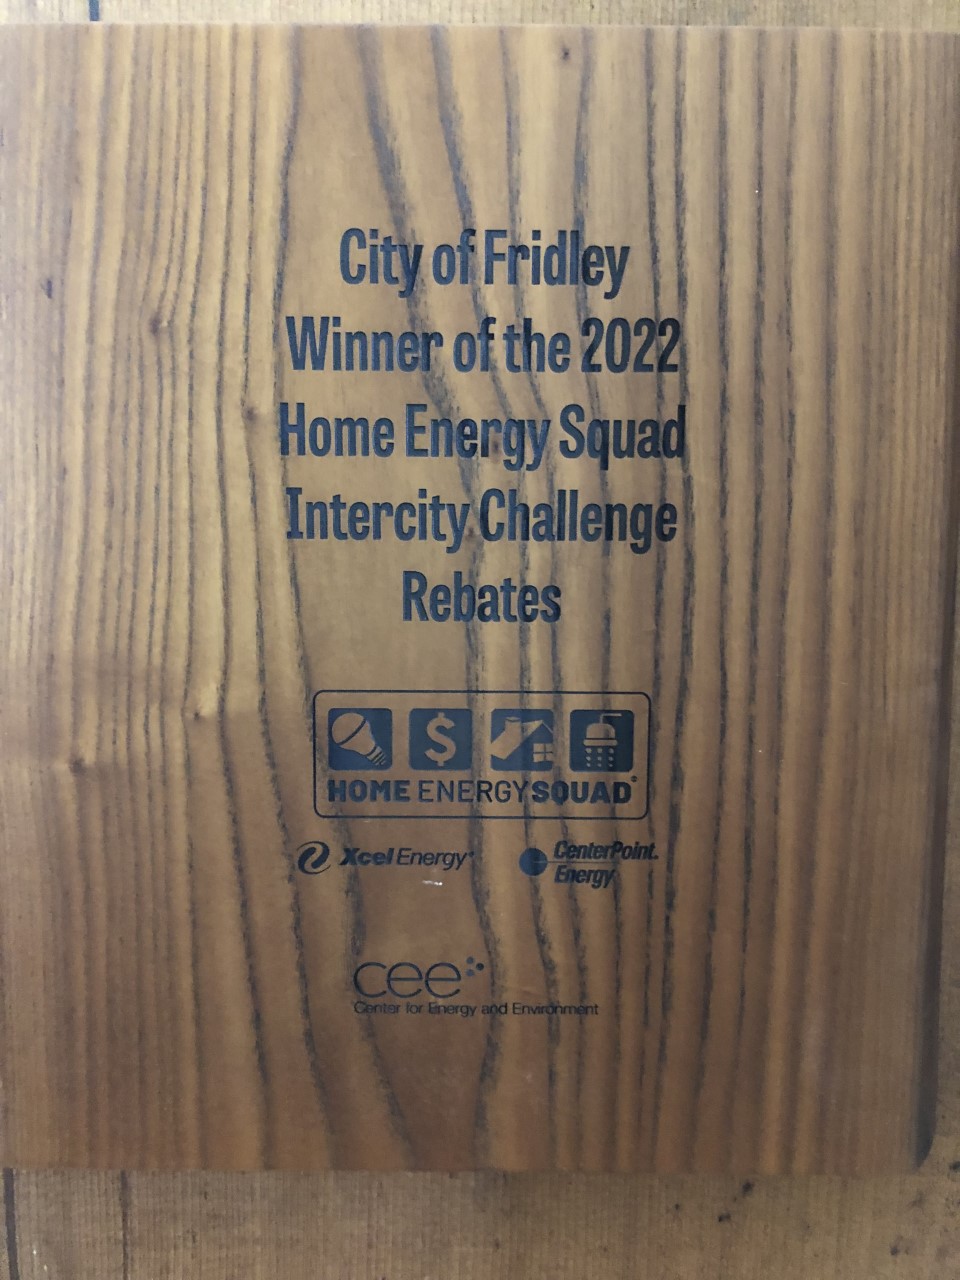 City of Fridley
Winner of the 2022
Home Energy Squad
Intercity Challenge
Rebates
$
HOME ENERGY SQUAD®
Xcel Energy®
CenterPoint.
Energy
cee
Center for Energy and Environment